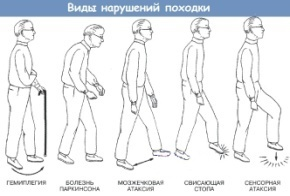 Виды нарушений походки
ГЕМИПЛЕГИЯ
БОЛЕЗНЬ
ПАРКИНСОНА
МОЗЖЕЧКОВАЯ
АТАКСИЯ
СВИСАЮЩАЯ
СТОПА
СЕНСОРНАЯ
АТАКСИЯ